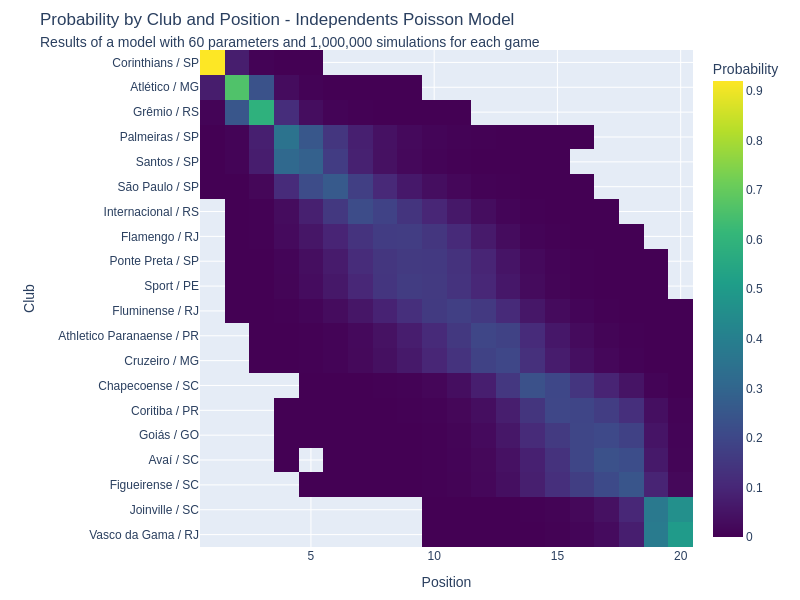 Probability by Club and Position - Independents Poisson Model
Results of a model with 60 parameters and 1,000,000 simulations for each game
Probability
Corinthians / SP
Atlético / MG
Grêmio / RS
Palmeiras / SP
Santos / SP
São Paulo / SP
Internacional / RS
Flamengo / RJ
Ponte Preta / SP
Sport / PE
Fluminense / RJ
Athletico Paranaense / PR
Cruzeiro / MG
Chapecoense / SC
Coritiba / PR
Goiás / GO
Avaí / SC
Figueirense / SC
Joinville / SC
Vasco da Gama / RJ
Club
5
10
15
20
Position
0.9
0.8
0.7
0.6
0.5
0.4
0.3
0.2
0.1
0